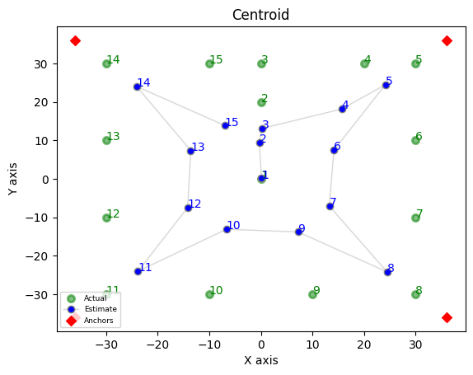 Centroid
14 15 3 4 5
30
14 5
20 2 4
15 3
13 2 6
10
13 6
Y axis
0 1
12 7
−10 12 7
10 9
−20
11 8
−30 11 10 9 8
Actual
Estimate
Anchors
−30 −20 −10 0 10 20 30
X axis